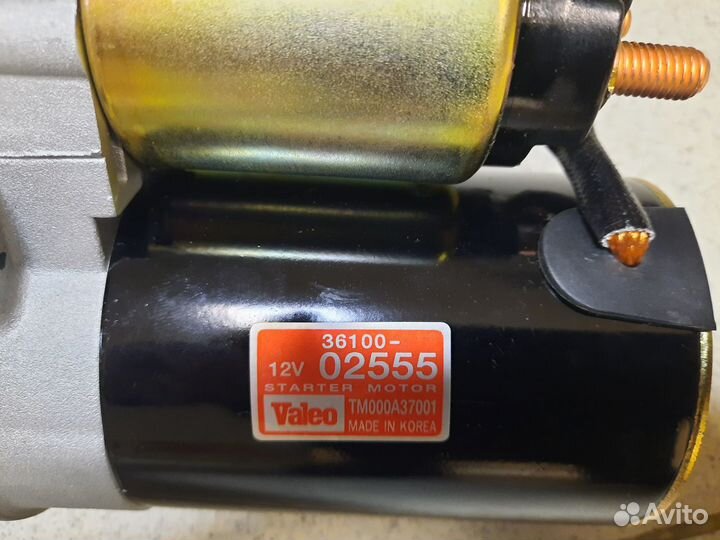 36100-
12V 02555
STARTER MOTOR
Valeo TM000A37001
MADE IN KOREA
Avito